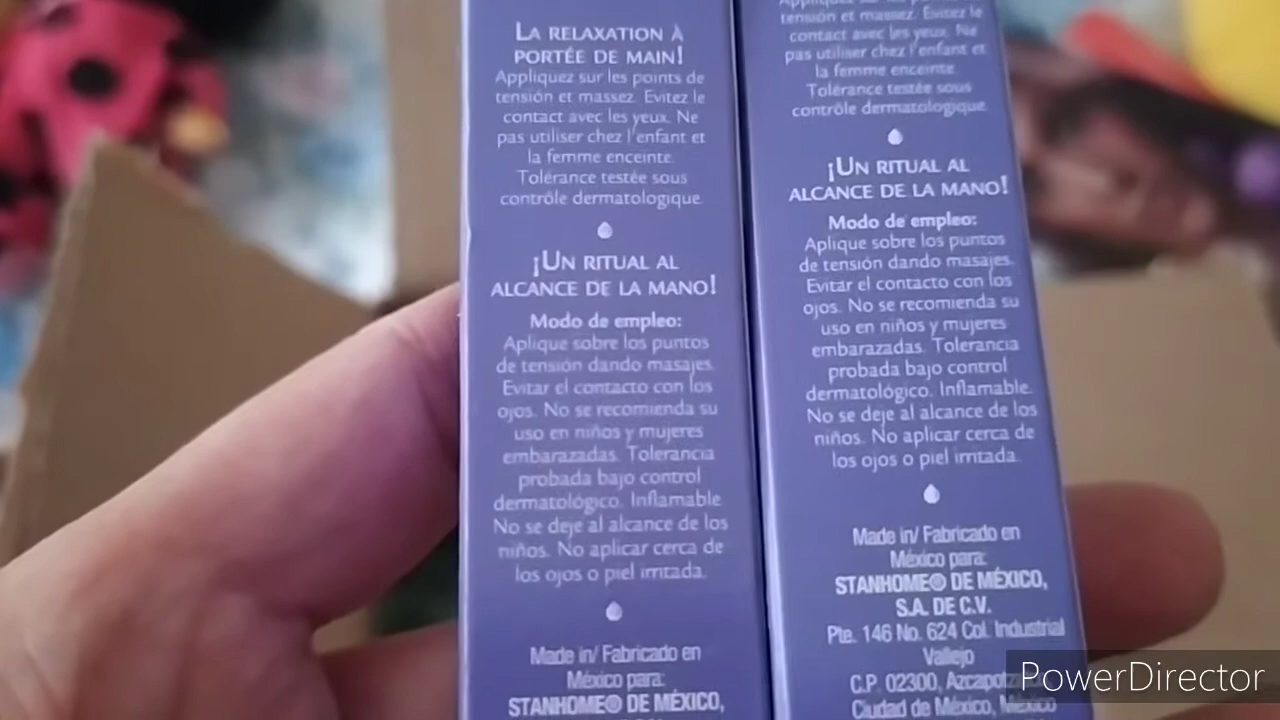 LA RELAXATION À
PORTÉE DE MAIN!
Appliquez sur les points de
tensión et massez. Evitez le
contact avec les yeux. Ne
pas utiliser chez l'enfant et
la femme enceinte.
Tolérance testée sous
contrôle dermatologique.
¡UN RITUAL AL
ALCANCE DE LA MANO!
Modo de empleo:
Aplique sobre los puntos
de tensión dando masajes.
Evitar el contacto con los
ojos. No se recomienda su
uso en niños y mujeres
embarazadas. Tolerancia
probada bajo control
dermatológico. Inflamable.
No se deje al alcance de los
niños. No aplicar cerca de
los ojos o piel irritada.
Made in/ Fabricado en
México para:
STANHOME® DE MÉXICO,
Appliquez sur les points de
tensión et massez. Evitez le
contact avec les yeux. Ne
pas utiliser chez l'enfant et
la femme enceinte.
Tolérance testée sous
contrôle dermatologique.
¡UN RITUAL AL
ALCANCE DE LA MANO!
Modo de empleo:
Aplique sobre los puntos
de tensión dando masajes.
Evitar el contacto con los
ojos. No se recomienda su
uso en niños y mujeres
embarazadas. Tolerancia
probada bajo control
dermatológico. Inflamable.
No se deje al alcance de los
niños. No aplicar cerca de
los ojos o piel irritada.
Made in/ Fabricado en
México para:
STANHOME® DE MÉXICO,
S.A. DE C.V.
Pte. 146 No. 624 Col. Industrial
Vallejo
C.P. 02300,
Ciudad de México, México
PowerDirector